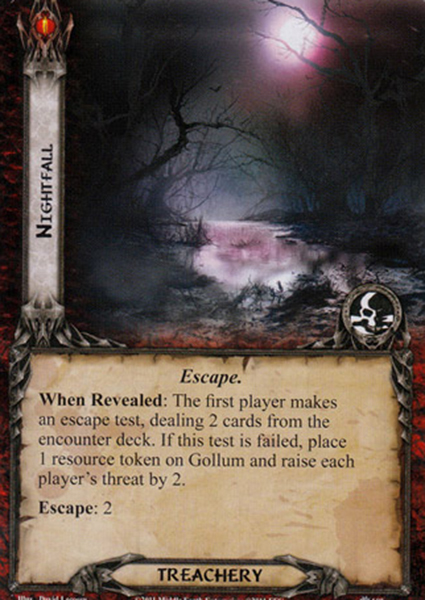 NIGHTFALL
Escape.
When Revealed: The first player makes
an escape test, dealing 2 cards from the
encounter deck. If this test is failed, place
1 resource token on Gollum and raise each
player's threat by 2.
Escape: 2
TREACHERY